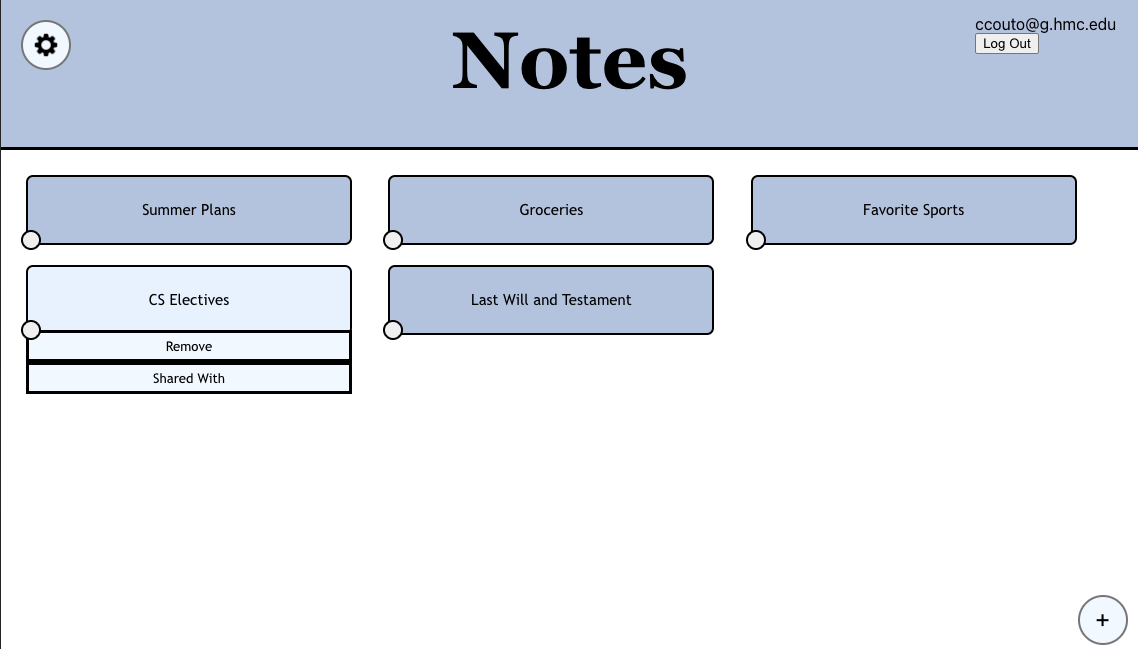 Notes
ccouto@g.hmc.edu
Log Out
Summer Plans
Groceries
Favorite Sports
CS Electives
Last Will and Testament
Remove
Shared With
+